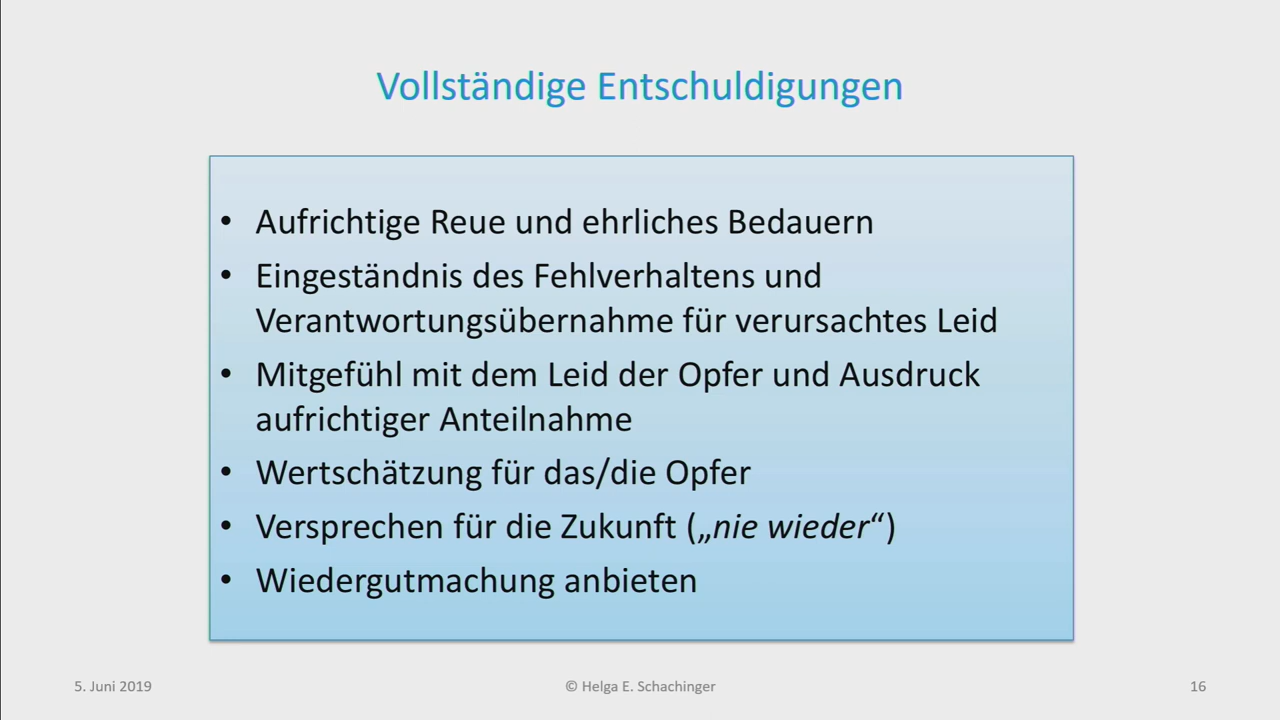 Vollständige Entschuldigungen
• Aufrichtige Reue und ehrliches Bedauern
• Eingeständnis des Fehlverhaltens und
Verantwortungsübernahme für verursachtes Leid
• Mitgefühl mit dem Leid der Opfer und Ausdruck
aufrichtiger Anteilnahme
• Wertschätzung für das/die Opfer
• Versprechen für die Zukunft („nie wieder“)
• Wiedergutmachung anbieten
5. Juni 2019
© Helga E. Schachinger
16